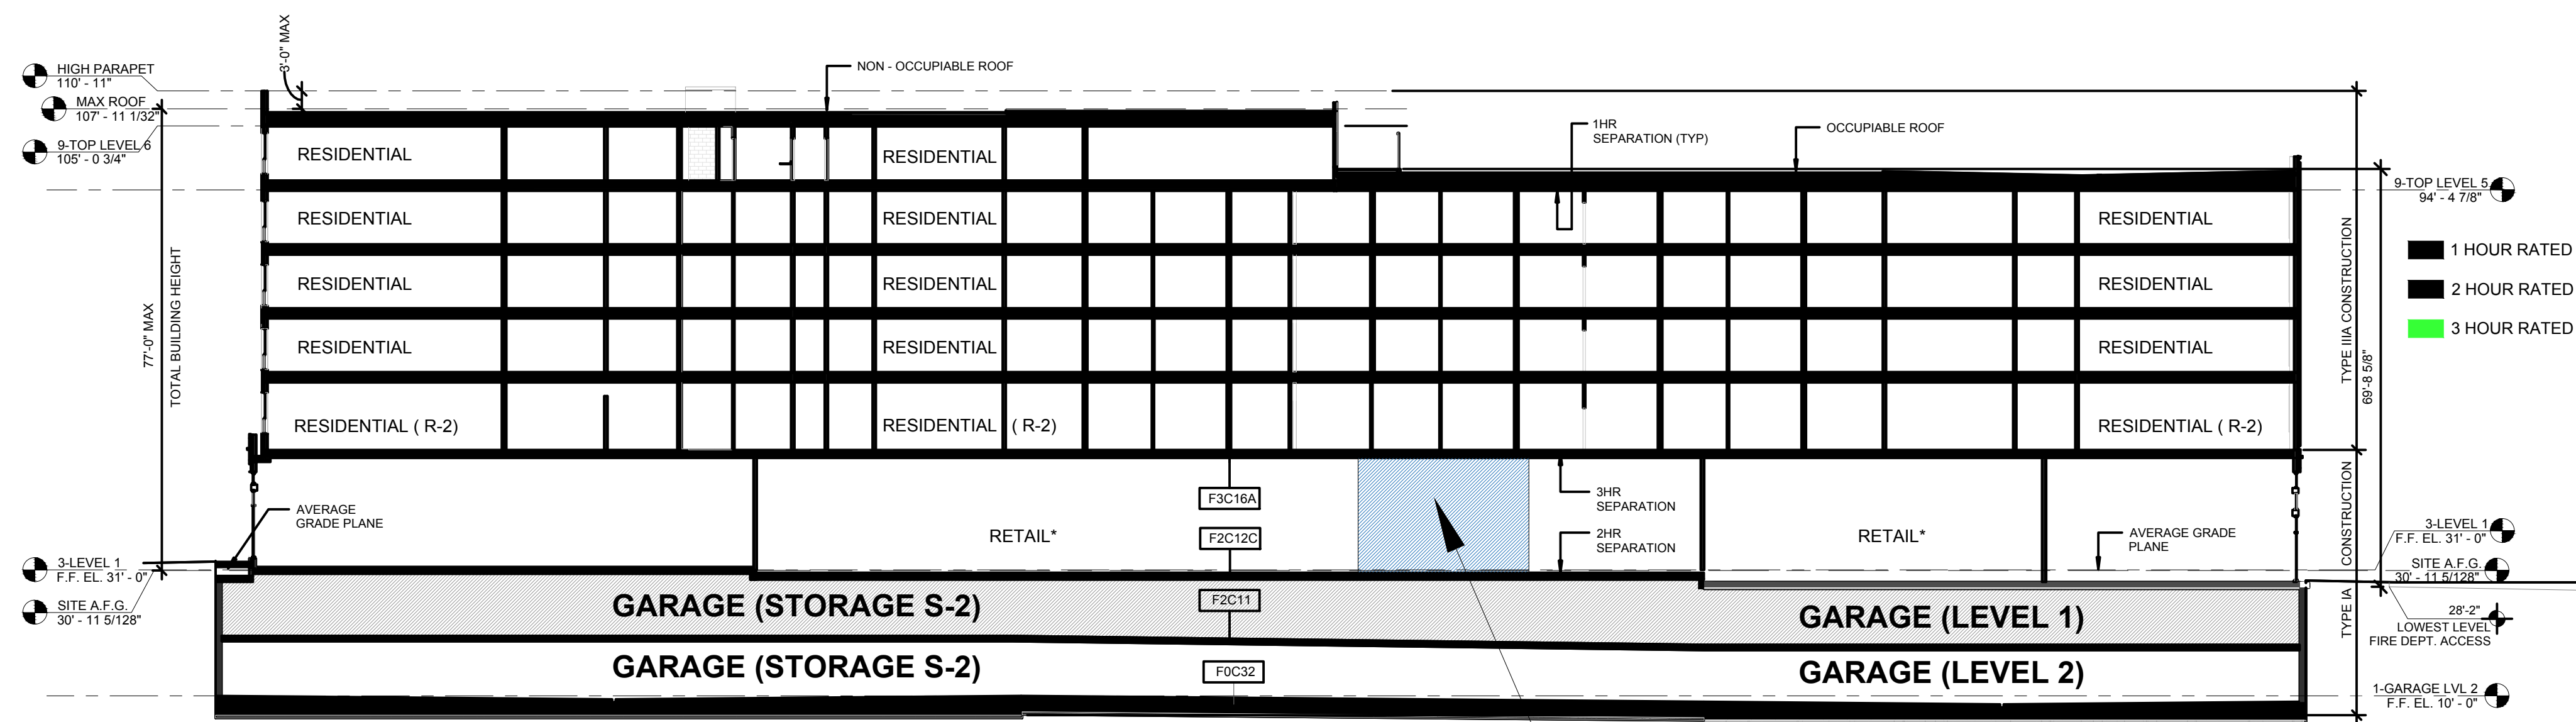 3'-0" MAX
HIGH PARAPET
110' - 11"
MAX ROOF
107' - 11 1/32"
9-TOP LEVEL 6
105' - 0 3/4"
NON - OCCUPIABLE ROOF
1HR
SEPARATION (TYP)
OCCUPIABLE ROOF
9-TOP LEVEL 5
94' - 4 7/8"
RESIDENTIAL
RESIDENTIAL
RESIDENTIAL
RESIDENTIAL
RESIDENTIAL
RESIDENTIAL
RESIDENTIAL
RESIDENTIAL
RESIDENTIAL
RESIDENTIAL
RESIDENTIAL
RESIDENTIAL ( R-2)
RESIDENTIAL ( R-2)
RESIDENTIAL ( R-2)
77'-0" MAX
TOTAL BUILDING HEIGHT
TYPE IIIA CONSTRUCTION
69'-8 5/8"
1 HOUR RATED
2 HOUR RATED
3 HOUR RATED
AVERAGE
GRADE PLANE
F3C16A
F2C12C
3HR
SEPARATION
2HR
SEPARATION
RETAIL*
RETAIL*
AVERAGE GRADE
PLANE
TYPE IA CONSTRUCTION
3-LEVEL 1
F.F. EL. 31' - 0"
SITE A.F.G.
30' - 11 5/128"
3-LEVEL 1
F.F. EL. 31' - 0"
SITE A.F.G.
30' - 11 5/128"
28'-2"
LOWEST LEVEL
FIRE DEPT. ACCESS
GARAGE (STORAGE S-2)
F2C11
GARAGE (LEVEL 1)
GARAGE (STORAGE S-2)
F0C32
GARAGE (LEVEL 2)
1-GARAGE LVL 2
F.F. EL. 10' - 0"